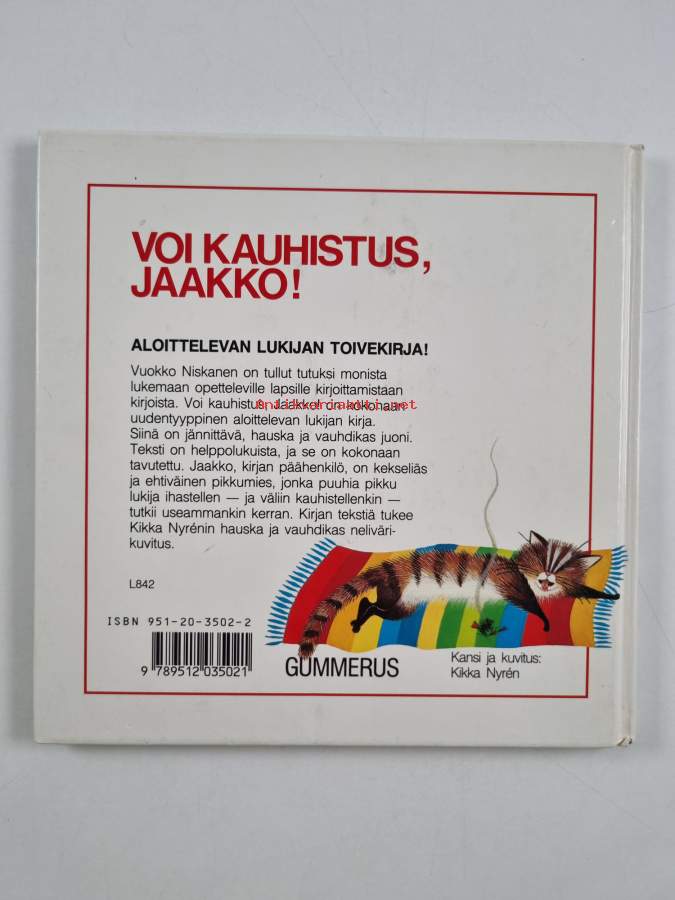 VOI KAUHISTUS,
JAAKKO!
ALOITTELEVAN LUKIJAN TOIVEKIRJA!
Vuokko Niskanen on tullut tutuksi monista
lukemaan opetteleville lapsille kirjoittamistaan
kirjoista. Voi kauhistus, Jaakko! on kokonaan
uudentyyppinen aloittelevan lukijan kirja.
Siinä on jännittävä, hauska ja vauhdikas juoni.
Teksti on helppolukuista, ja se on kokonaan
tavutettu. Jaakko, kirjan päähenkilö, on kekseliäs
ja ehtiväinen pikkumies, jonka puuhia pikku
lukija ihastellen — ja väliin kauhistellenkin —
tutkii useammankin kerran. Kirjan tekstiä tukee
Kikka Nyrénin hauska ja vauhdikas neliväri-
kuvitus.
L842
ISBN 951-20-3502-2
9 789512 035021
GUMMERUS
Kansi ja kuvitus:
Kikka Nyrén